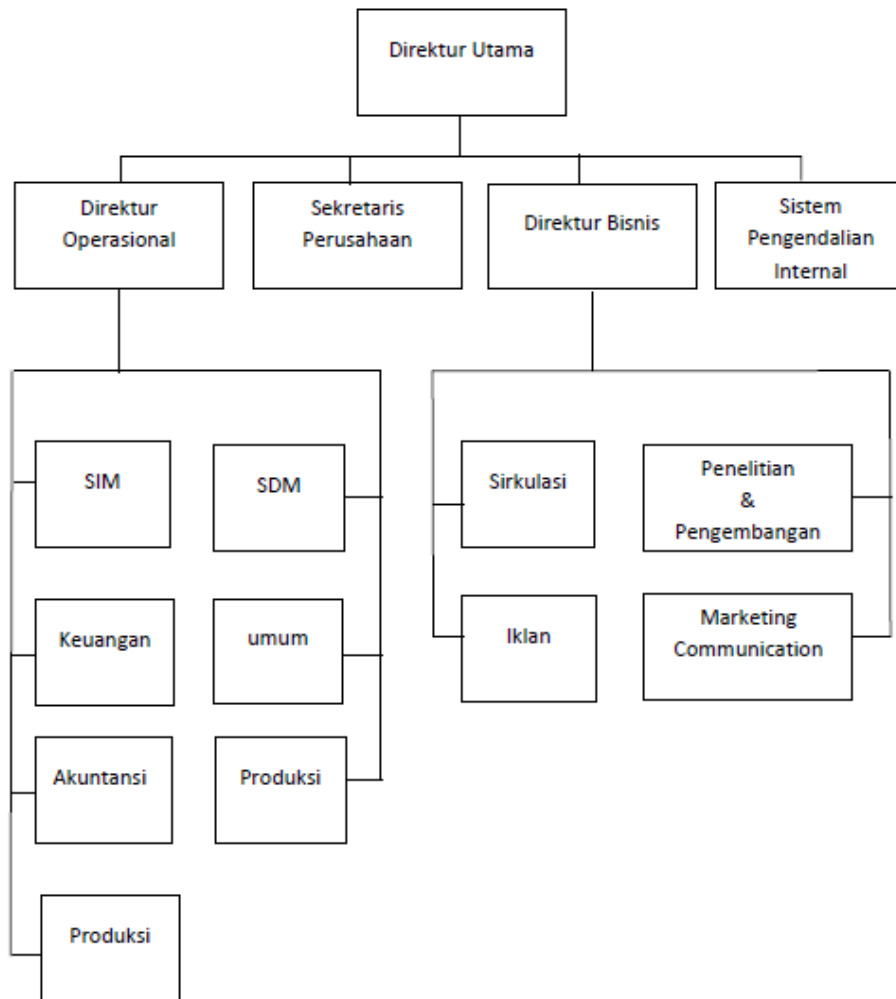 Direktur Utama
Direktur
Operasional
Sekretaris
Perusahaan
Direktur Bisnis
Sistem
Pengendalian
Internal
SIM
SDM
Sirkulasi
Penelitian
&
Pengembangan
Keuangan
umum
Iklan
Marketing
Communication
Akuntansi
Produksi
Produksi